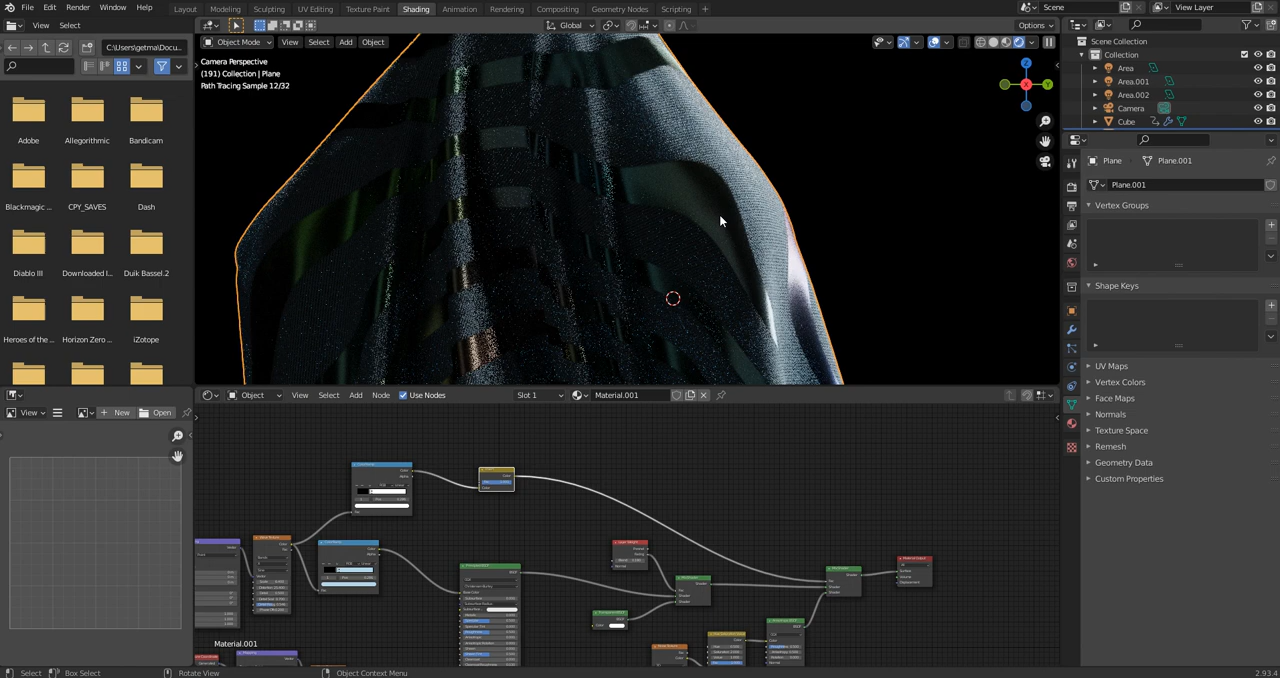 File Edit Render Window Help
Layout Modeling Sculpting UV Editing Texture Paint Shading Animation Rendering Compositing Geometry Nodes Scripting +
Scene View Layer
View Select
Global Options
C:\Users\getma\Docu...
Object Mode View Select Add Object
Camera Perspective
(191) Collection | Plane
Path Tracing Sample 12/32
Adobe Allegorithmic Bandicam
Blackmagic ... CPY_SAVES Dash
Diablo III Downloaded I... Duik Bassel.2
Heroes of the ... Horizon Zero ... iZotope
Scene Collection
Collection
Area
Area.001
Area.002
Camera
Cube
Plane Plane.001
Plane.001
Vertex Groups
Shape Keys
UV Maps
Vertex Colors
Face Maps
Normals
Texture Space
Remesh
Geometry Data
Custom Properties
View New Open
Object View Select Add Node Use Nodes Slot 1 Material.001
Material.001
Select Box Select Rotate View Object Context Menu 2.93.4